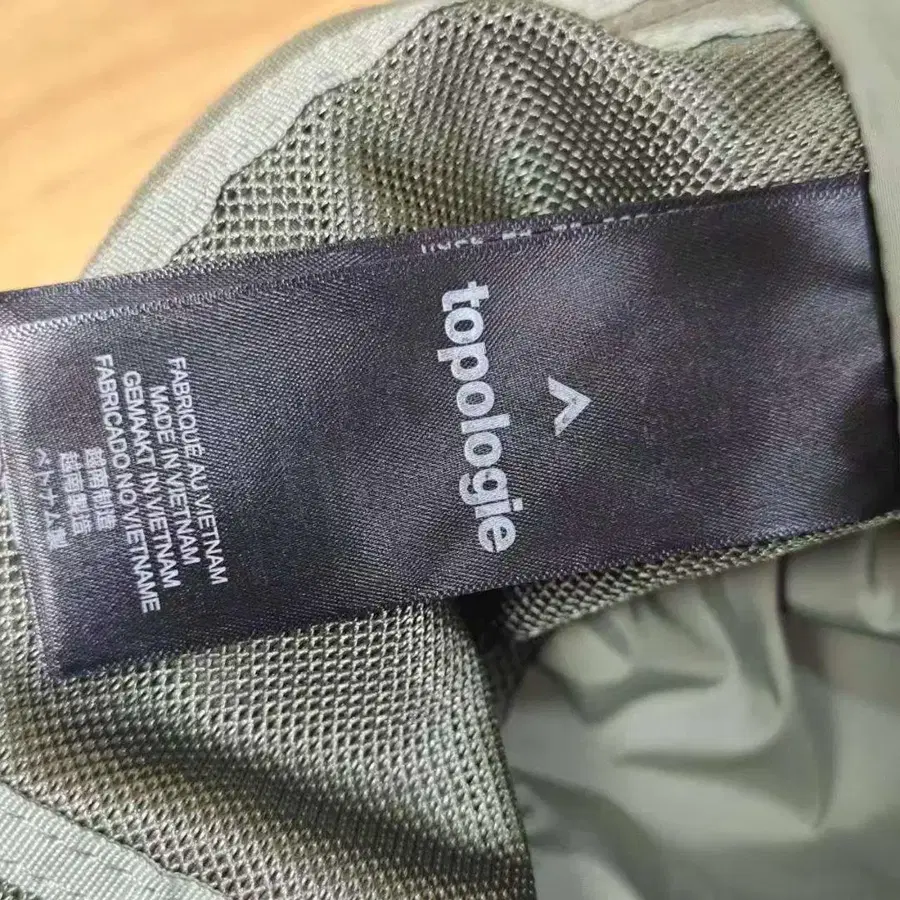 topologie
FABRIQUÉ AU VIETNAM
MADE IN VIETNAM
GEMAAKT IN VIETNAM
FABRICADO NO VIETNAME
越南制造
越南製造
ベトナム製